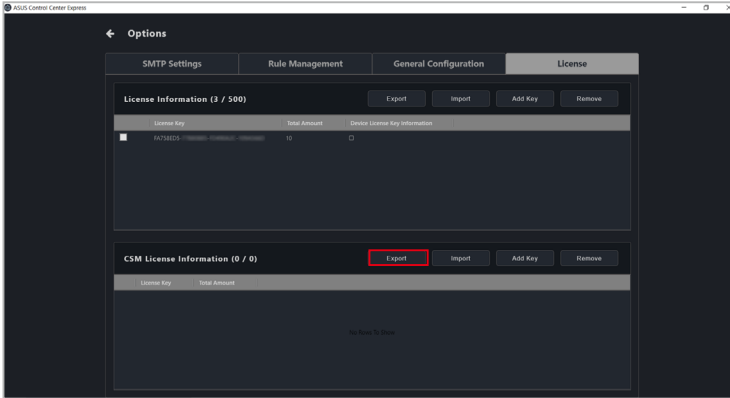 ASUS Control Center Express
Options
SMTP Settings Rule Management General Configuration License
License Information (3 / 500) Export Import Add Key Remove
License Key Total Amount Device License Key Information
10
CSM License Information (0 / 0) Export Import Add Key Remove
License Key Total Amount
No Rows To Show